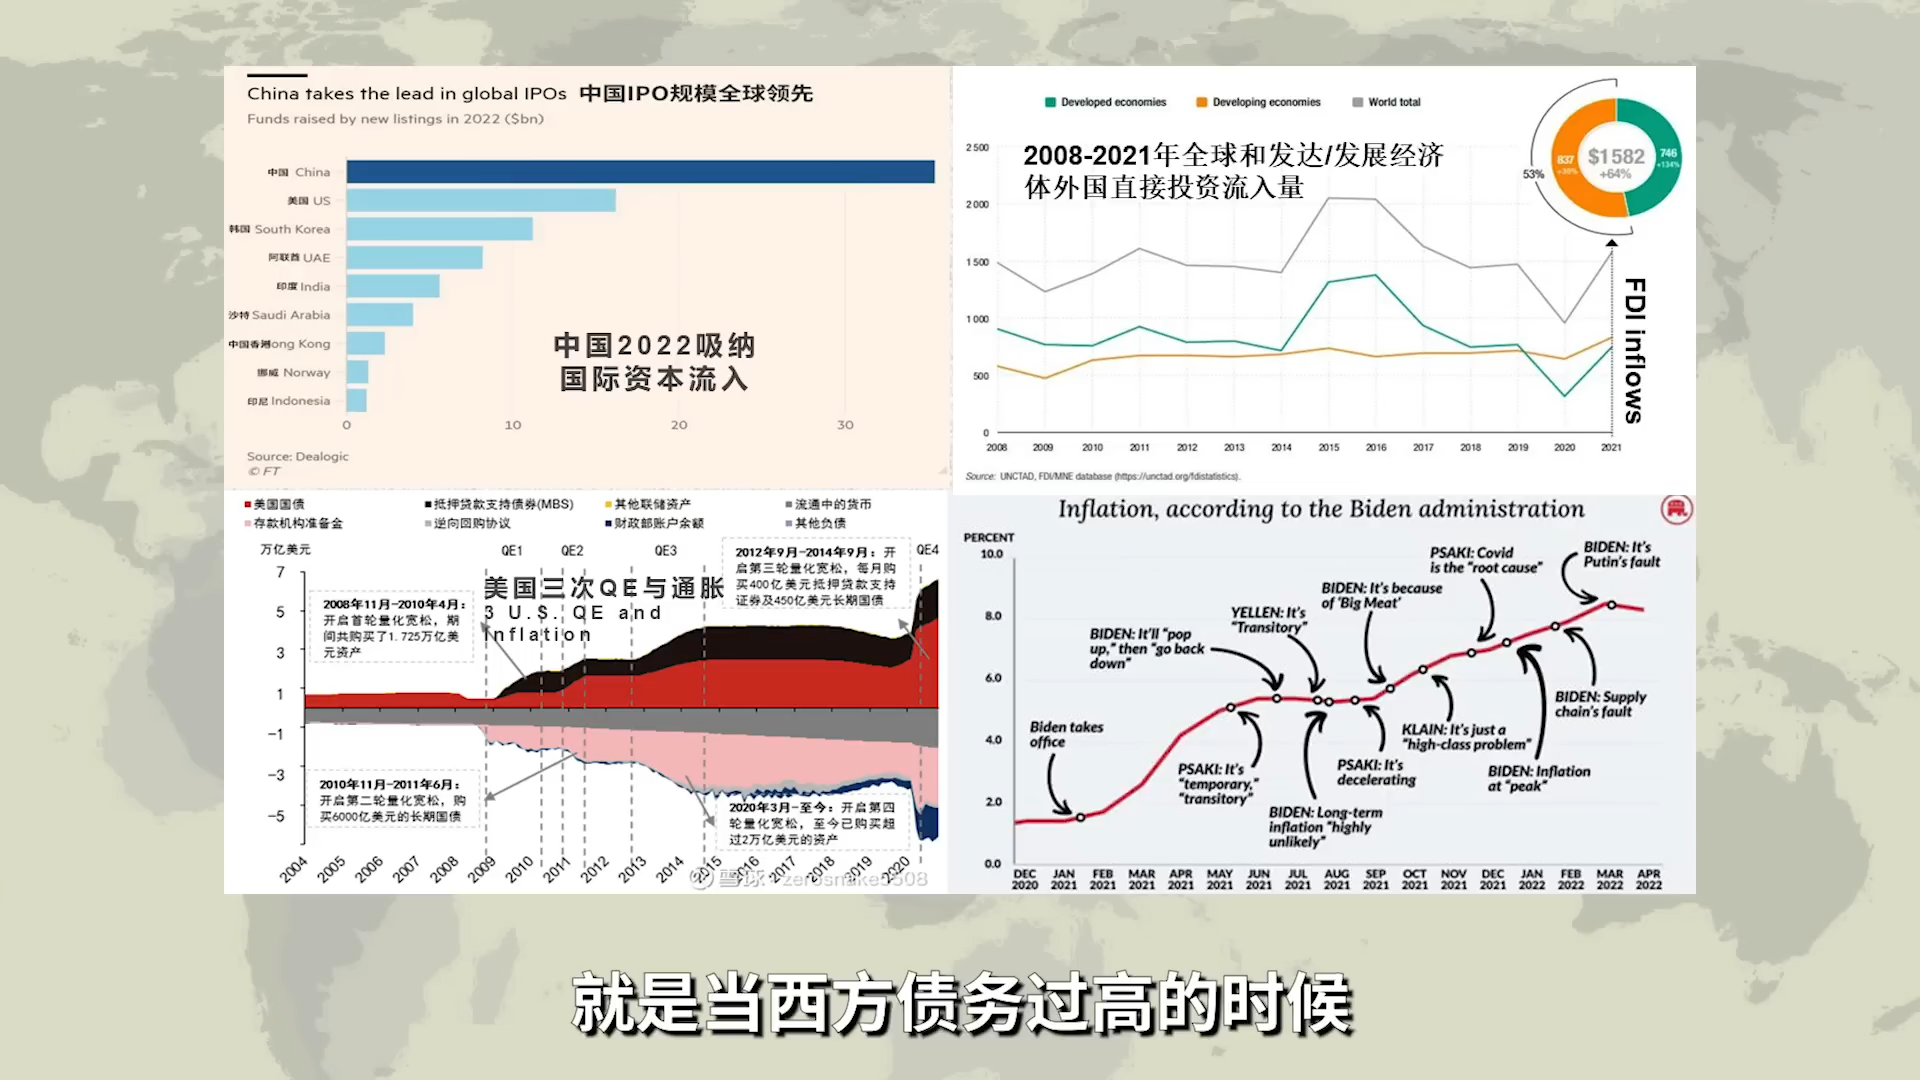 China takes the lead in global IPOs 中国IPO规模全球领先
Funds raised by new listings in 2022 ($bn)
中国 China
美国 US
韩国 South Korea
阿联酋 UAE
印度 India
沙特 Saudi Arabia
中国香港ong Kong
挪威 Norway
印尼 Indonesia
中国2022吸纳
国际资本流入
0 10 20 30
Source: Dealogic
© FT
Developed economies Developing economies World total
2008-2021年全球和发达/发展经济
体外国直接投资流入量
2 500
2 000
1 500
1 000
500
0
2008 2009 2010 2011 2012 2013 2014 2015 2016 2017 2018 2019 2020 2021
53%
837
+30%
$1582
+64%
746
+134%
FDI inflows
Source: UNCTAD, FDI/MNE database (https://unctad.org/fdistatistics).
美国国债 抵押贷款支持债券(MBS) 其他联储资产 流通中的货币
存款机构准备金 逆向回购协议 财政部账户余额 其他负债
万亿美元
QE1 QE2 QE3 QE4
7
5
3
1
-1
-3
-5
美国三次QE与通胀
3 U.S. QE and
Inflation
2008年11月-2010年4月:
开启首轮量化宽松，期
间共购买了1.725万亿美
元资产
2012年9月-2014年9月：开
启第三轮量化宽松，每月购
买400亿美元抵押贷款支持
证券及450亿美元长期国债
2010年11月-2011年6月:
开启第二轮量化宽松，购
买6000亿美元的长期国债
2020年3月-至今：开启第四
轮量化宽松，至今已购买超
过2万亿美元的资产
2004 2005 2006 2007 2008 2009 2010 2011 2012 2013 2014 2015 2016 2017 2018 2019 2020
雪球 zerosnake5508
Inflation, according to the Biden administration
PERCENT
10.0
8.0
6.0
4.0
2.0
0.0
Biden takes
office
BIDEN: It'll "pop
up," then "go back
down"
PSAKI: It's
"temporary,"
"transitory"
YELLEN: It's
"Transitory"
BIDEN: Long-term
inflation "highly
unlikely"
BIDEN: It's because
of 'Big Meat'
PSAKI: It's
decelerating
KLAIN: It's just a
"high-class problem"
PSAKI: Covid
is the "root cause"
BIDEN: Inflation
at "peak"
BIDEN: Supply
chain's fault
BIDEN: It's
Putin's fault
DEC 2020 JAN 2021 FEB 2021 MAR 2021 APR 2021 MAY 2021 JUN 2021 JUL 2021 AUG 2021 SEP 2021 OCT 2021 NOV 2021 DEC 2021 JAN 2022 FEB 2022 MAR 2022 APR 2022
就是当西方债务过高的时候